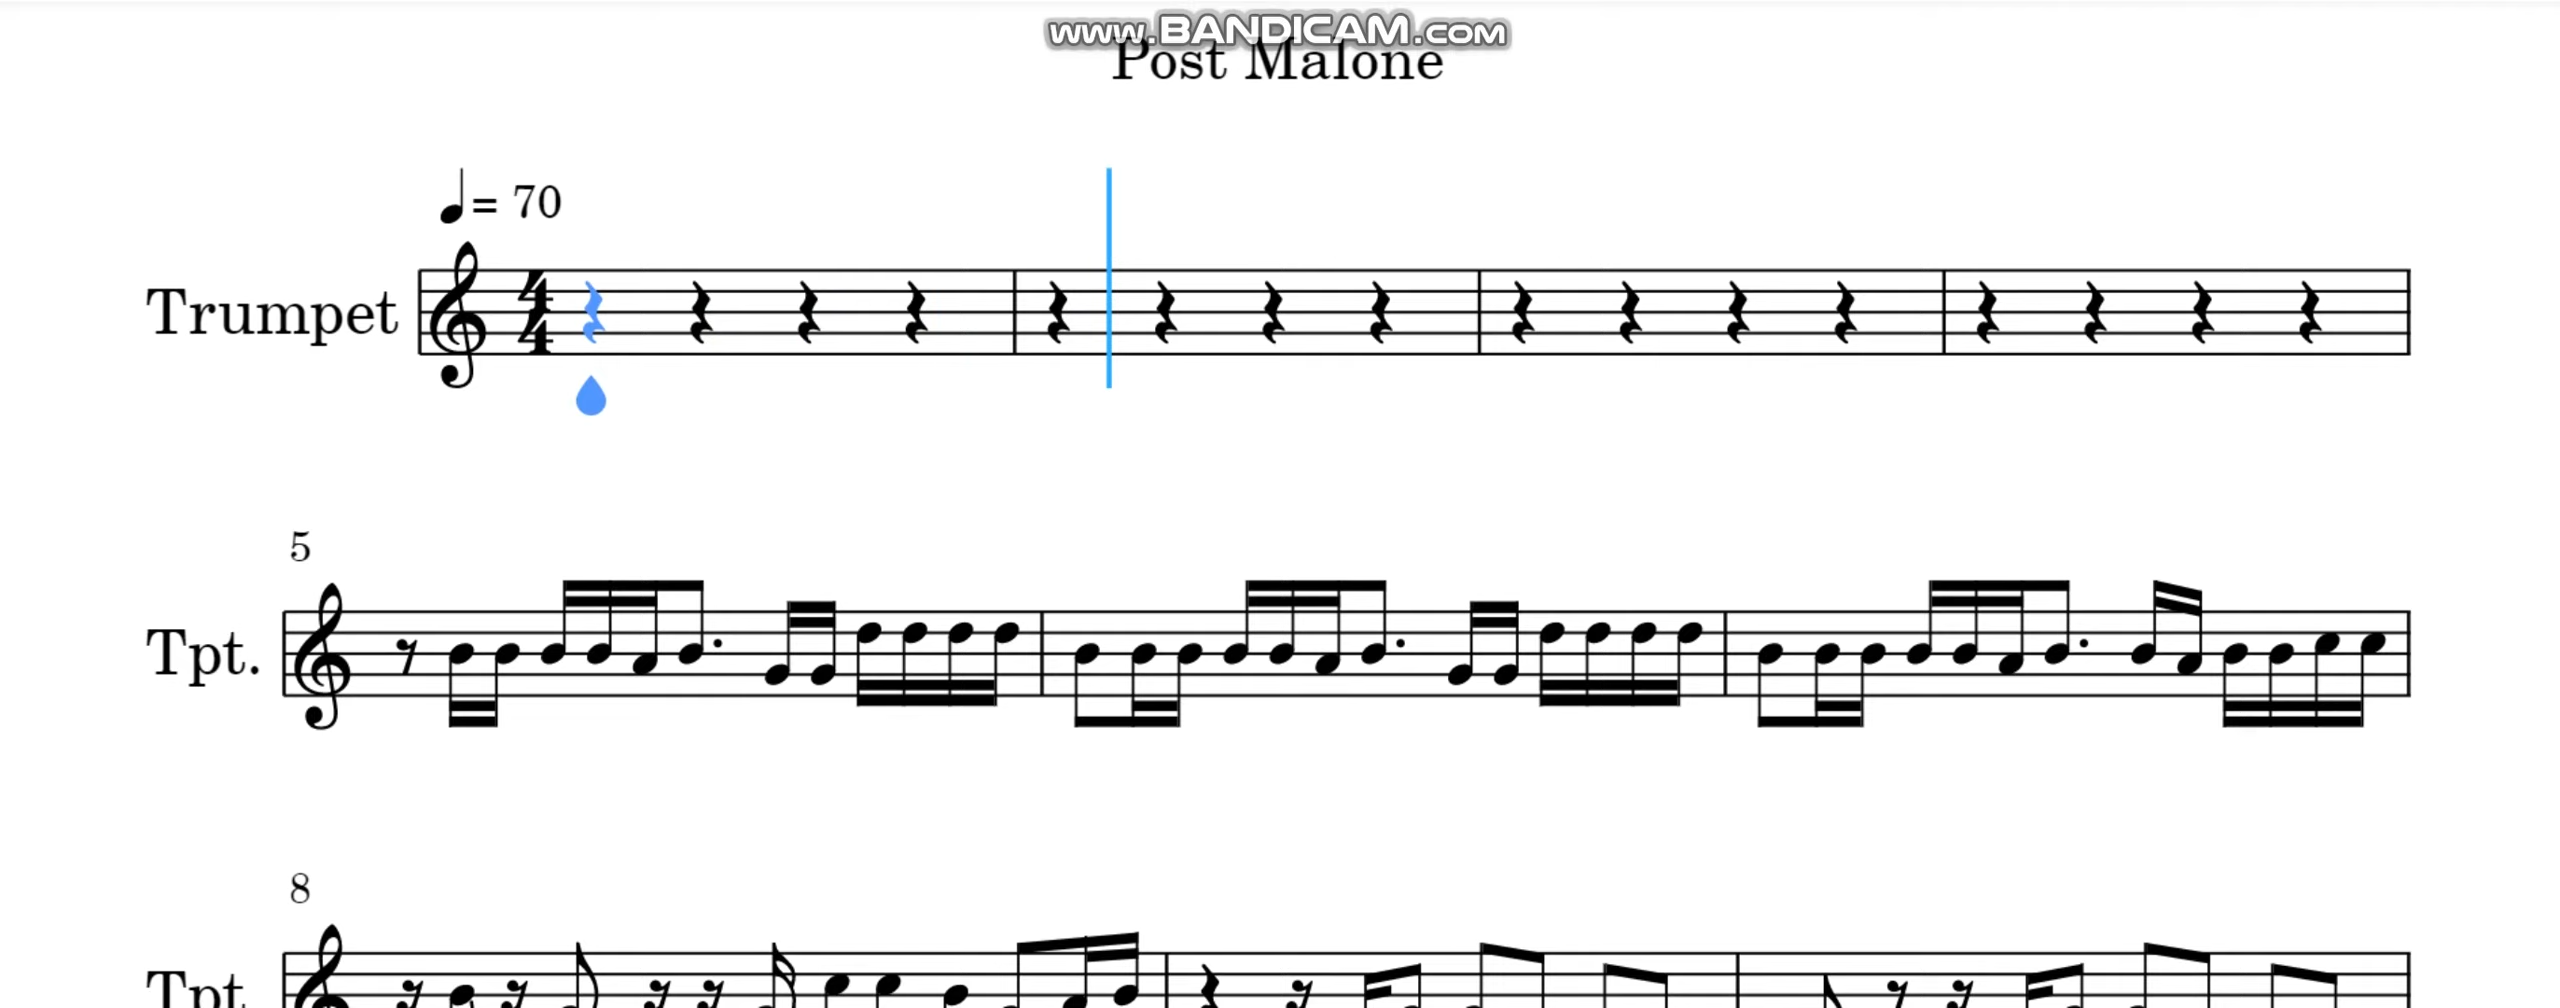 www.BANDICAM.com
Post Malone
= 70
Trumpet
4
4
5
Tpt.
8
Tpt.